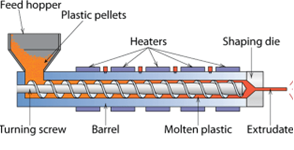 Feed hopper
Plastic pellets
Heaters
Shaping die
Turning screw
Barrel
Molten plastic
Extrudate